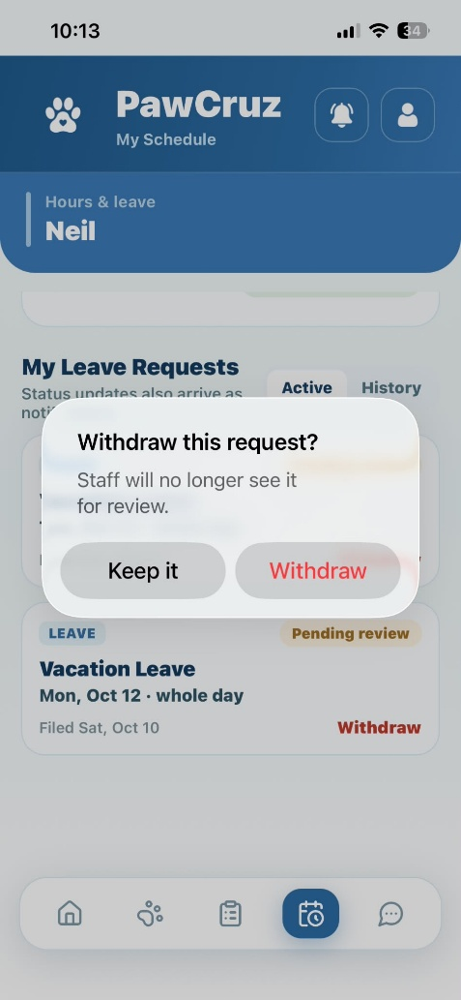 10:13
34
PawCruz
My Schedule
Hours & leave
Neil
My Leave Requests
Status updates also arrive as
Active
History
Withdraw this request?
Staff will no longer see it
for review.
Keep it
Withdraw
LEAVE
Pending review
Vacation Leave
Mon, Oct 12 · whole day
Filed Sat, Oct 10
Withdraw